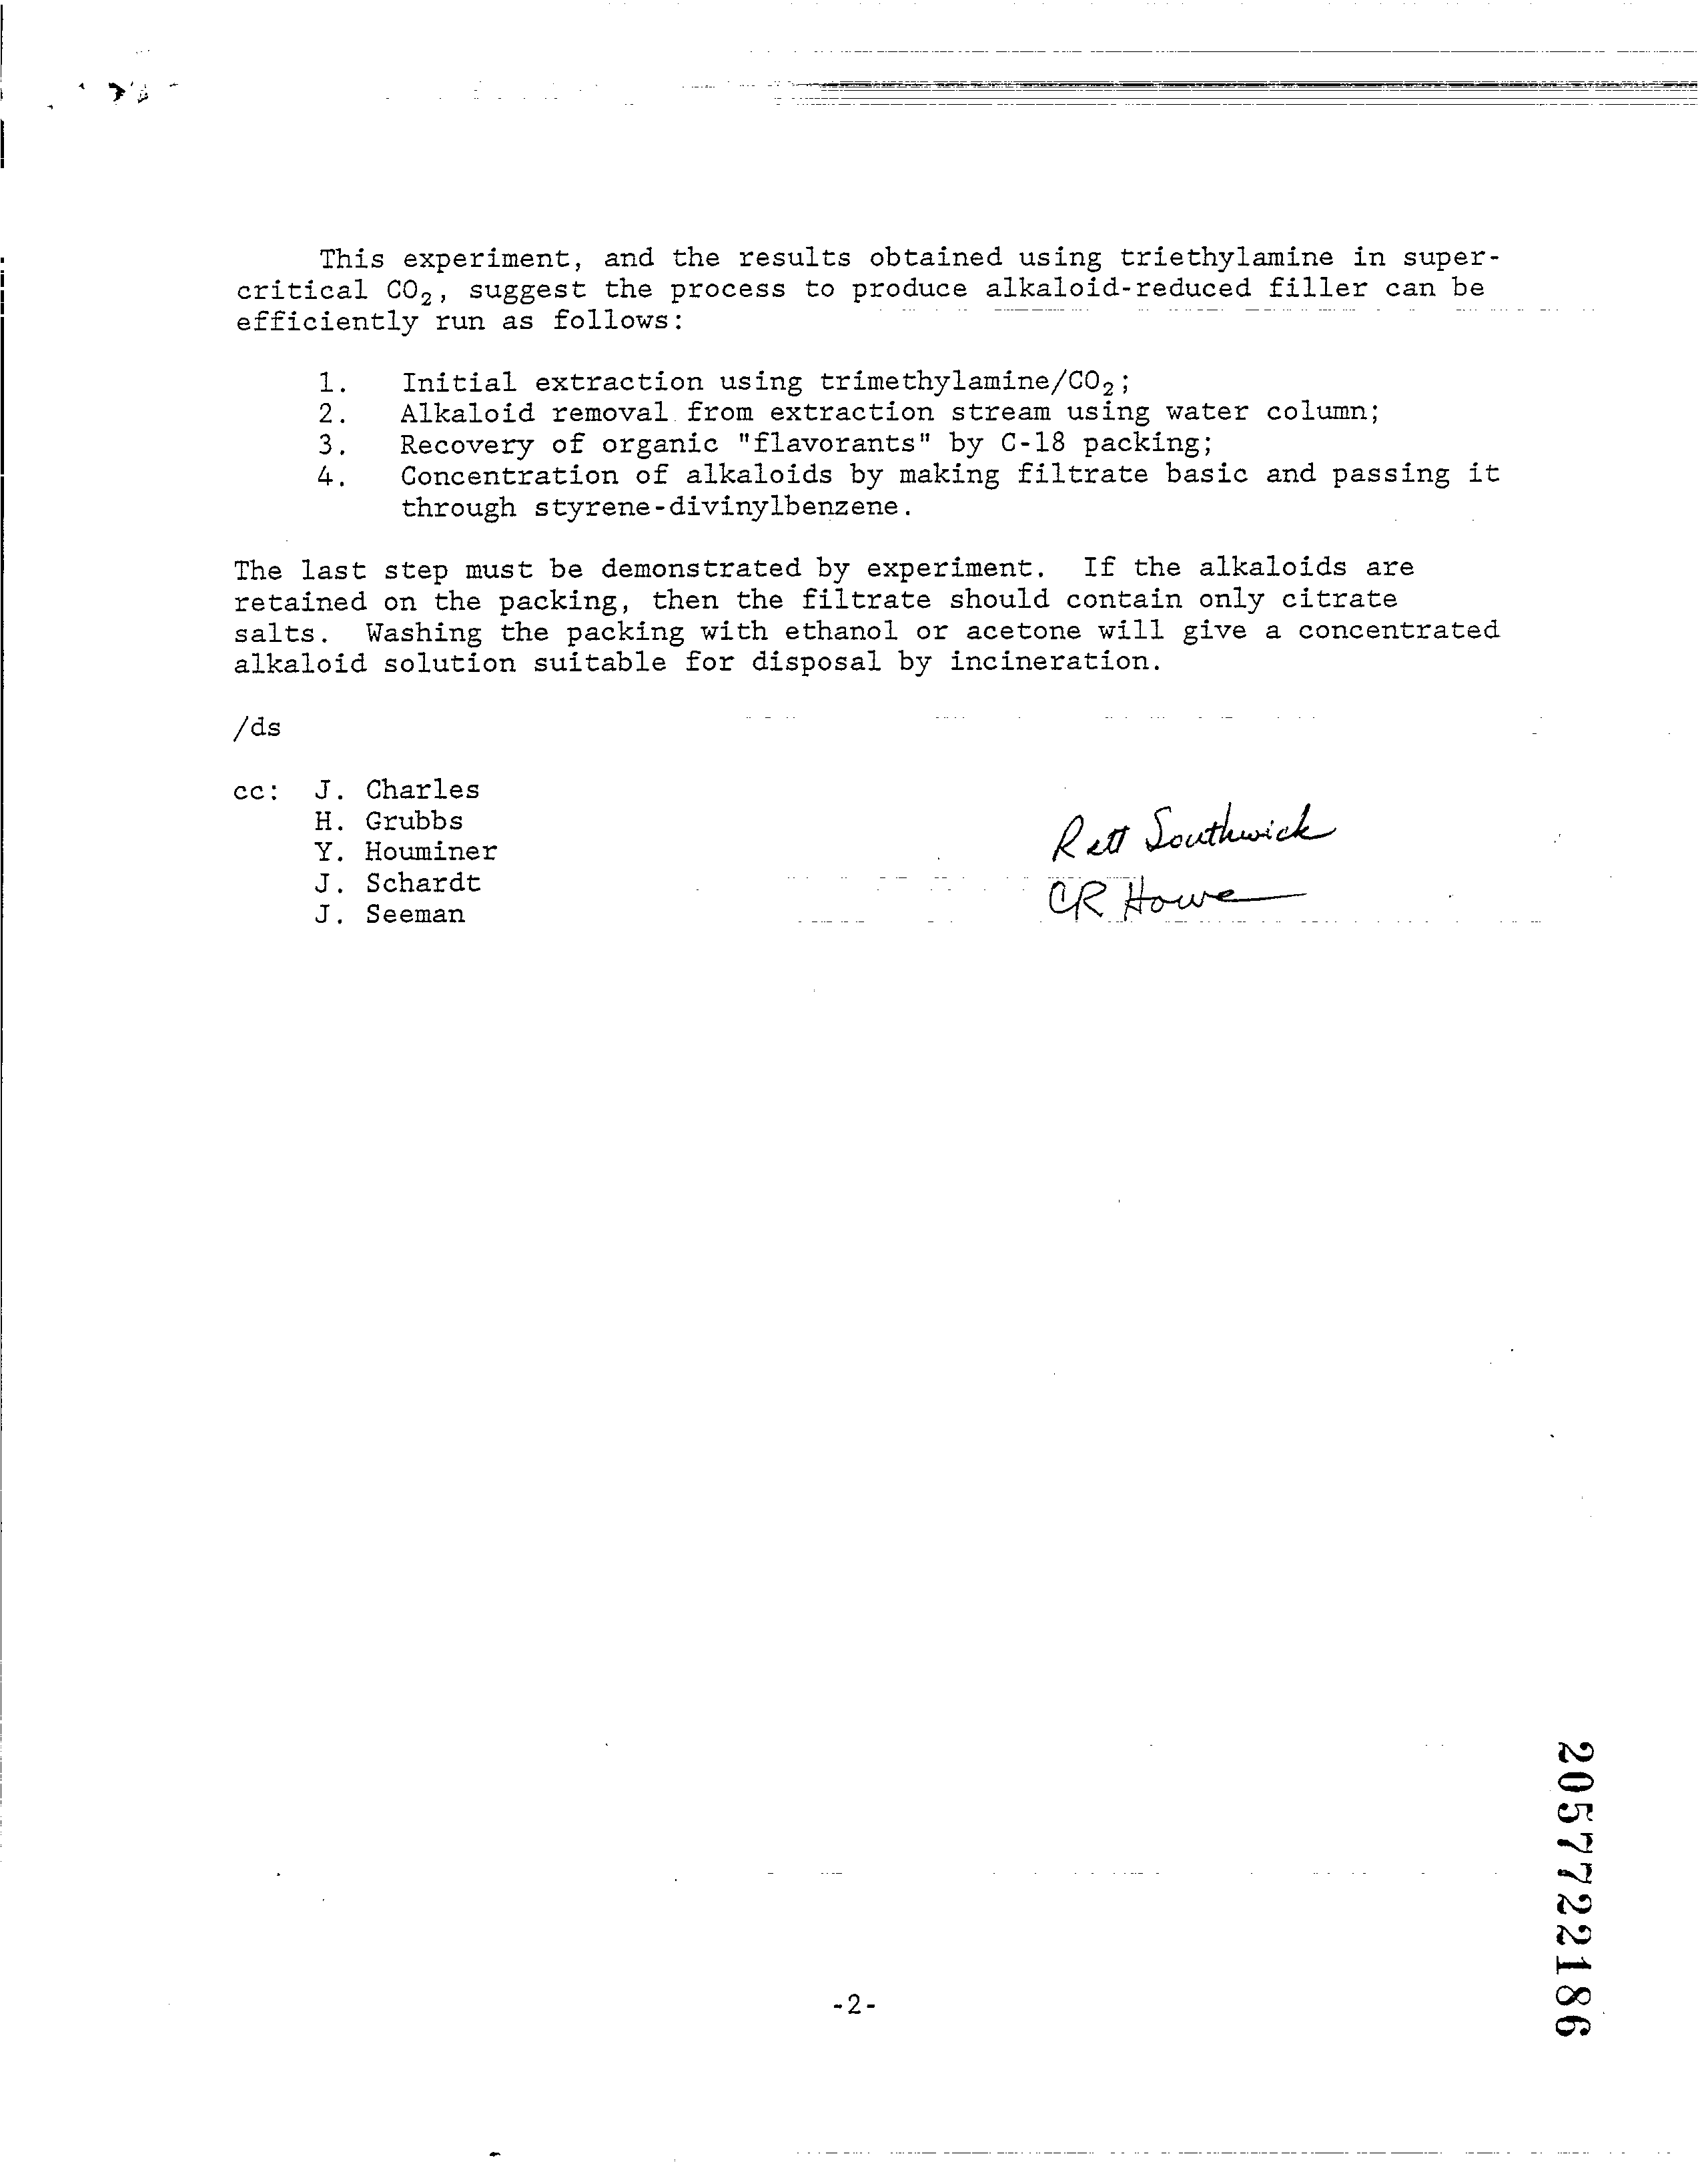 This experiment, and the results obtained using triethylamine in super-
critical CO₂, suggest the process to produce alkaloid-reduced filler can be
efficiently run as follows:
1. Initial extraction using trimethylamine/CO₂;
2. Alkaloid removal from extraction stream using water column;
3. Recovery of organic "flavorants" by C-18 packing;
4. Concentration of alkaloids by making filtrate basic and passing it
through styrene-divinylbenzene.
The last step must be demonstrated by experiment. If the alkaloids are
retained on the packing, then the filtrate should contain only citrate
salts. Washing the packing with ethanol or acetone will give a concentrated
alkaloid solution suitable for disposal by incineration.
/ds
cc: J. Charles
H. Grubbs
Y. Houminer
J. Schardt
J. Seeman
Rett Southwick
CR Howe
2057722186
-2-